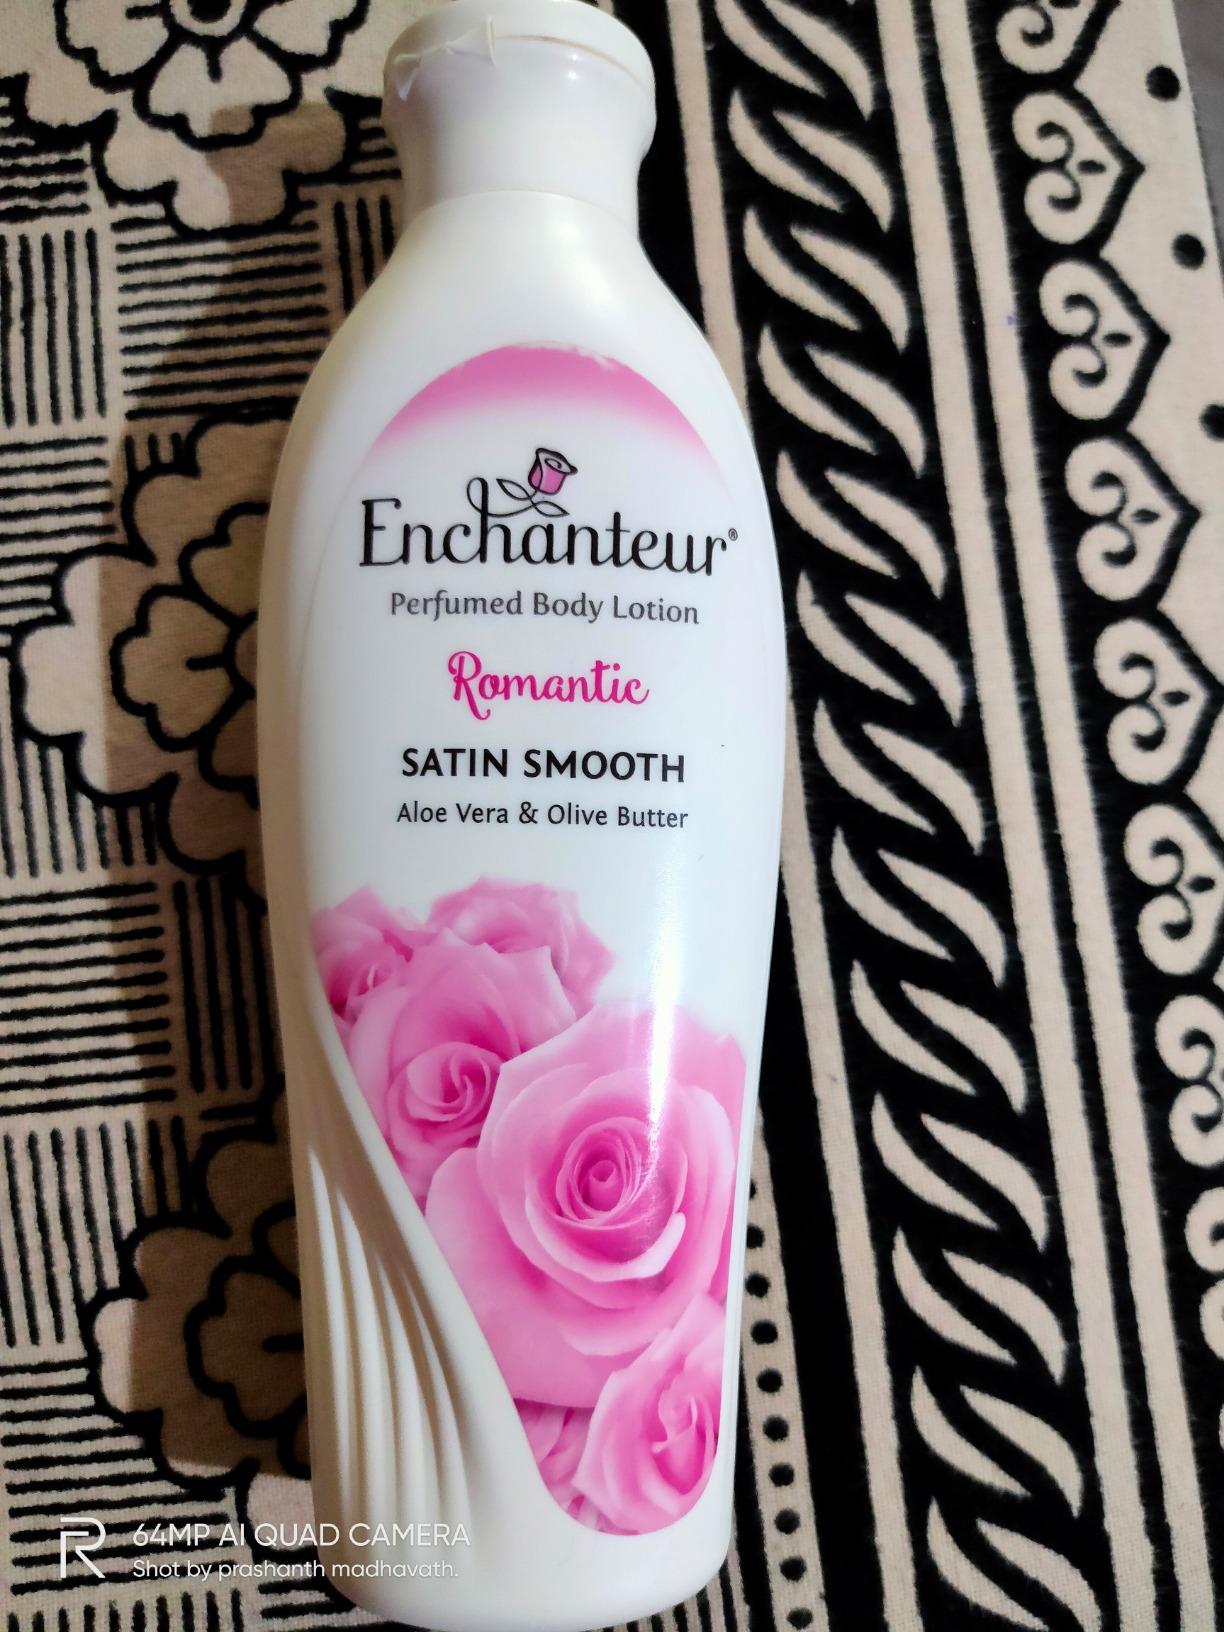 Enchanteur®
Perfumed Body Lotion
Romantic
SATIN SMOOTH
Aloe Vera & Olive Butter
64MP AI QUAD CAMERA
Shot by prashanth madhavath.